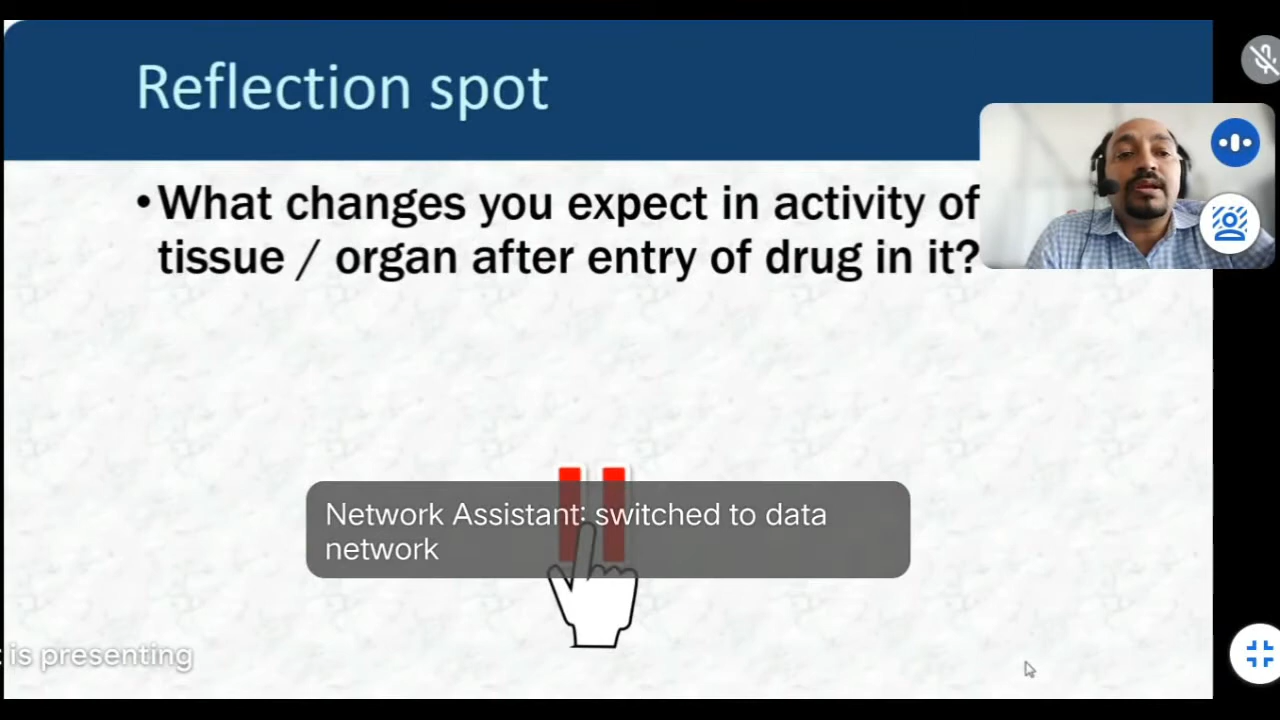 Reflection spot
•What changes you expect in activity of
tissue / organ after entry of drug in it?
Network Assistant: switched to data
network
is presenting